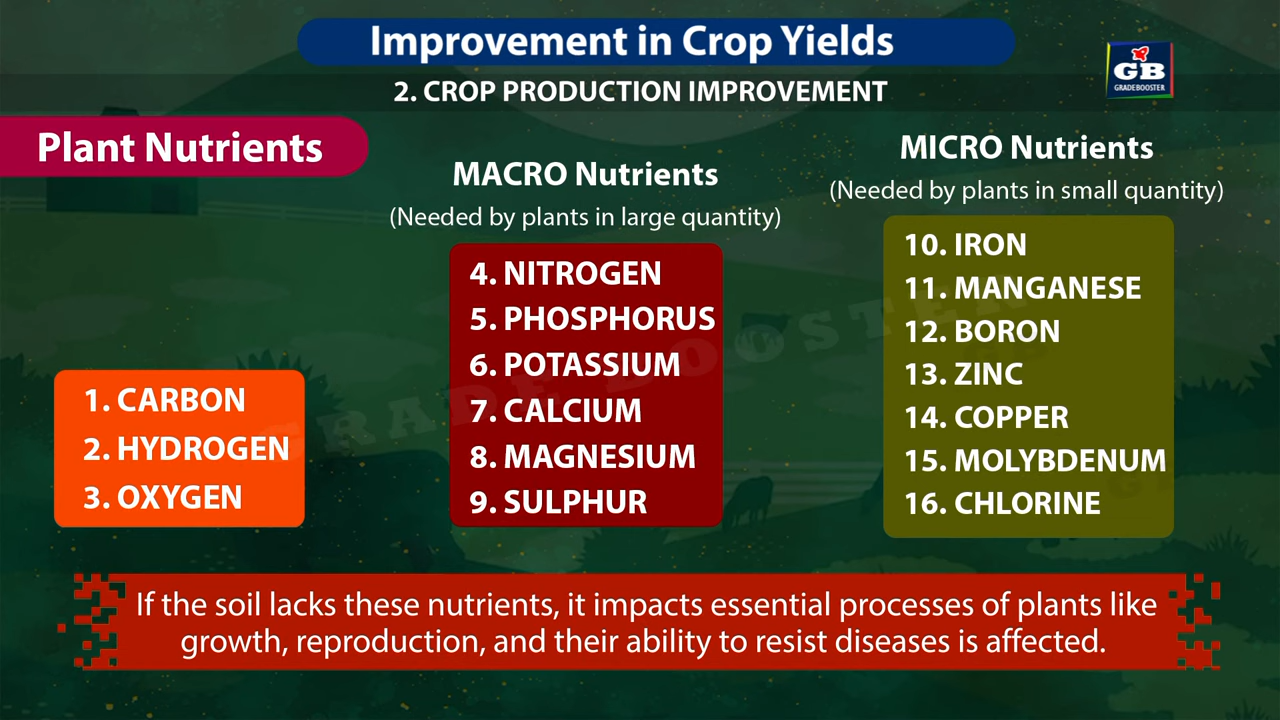 Improvement in Crop Yields
2. CROP PRODUCTION IMPROVEMENT
GB
GRADEBOOSTER
Plant Nutrients
1. CARBON
2. HYDROGEN
3. OXYGEN
MACRO Nutrients
(Needed by plants in large quantity)
4. NITROGEN
5. PHOSPHORUS
6. POTASSIUM
7. CALCIUM
8. MAGNESIUM
9. SULPHUR
MICRO Nutrients
(Needed by plants in small quantity)
10. IRON
11. MANGANESE
12. BORON
13. ZINC
14. COPPER
15. MOLYBDENUM
16. CHLORINE
GRADE BOOSTER
If the soil lacks these nutrients, it impacts essential processes of plants like
growth, reproduction, and their ability to resist diseases is affected.